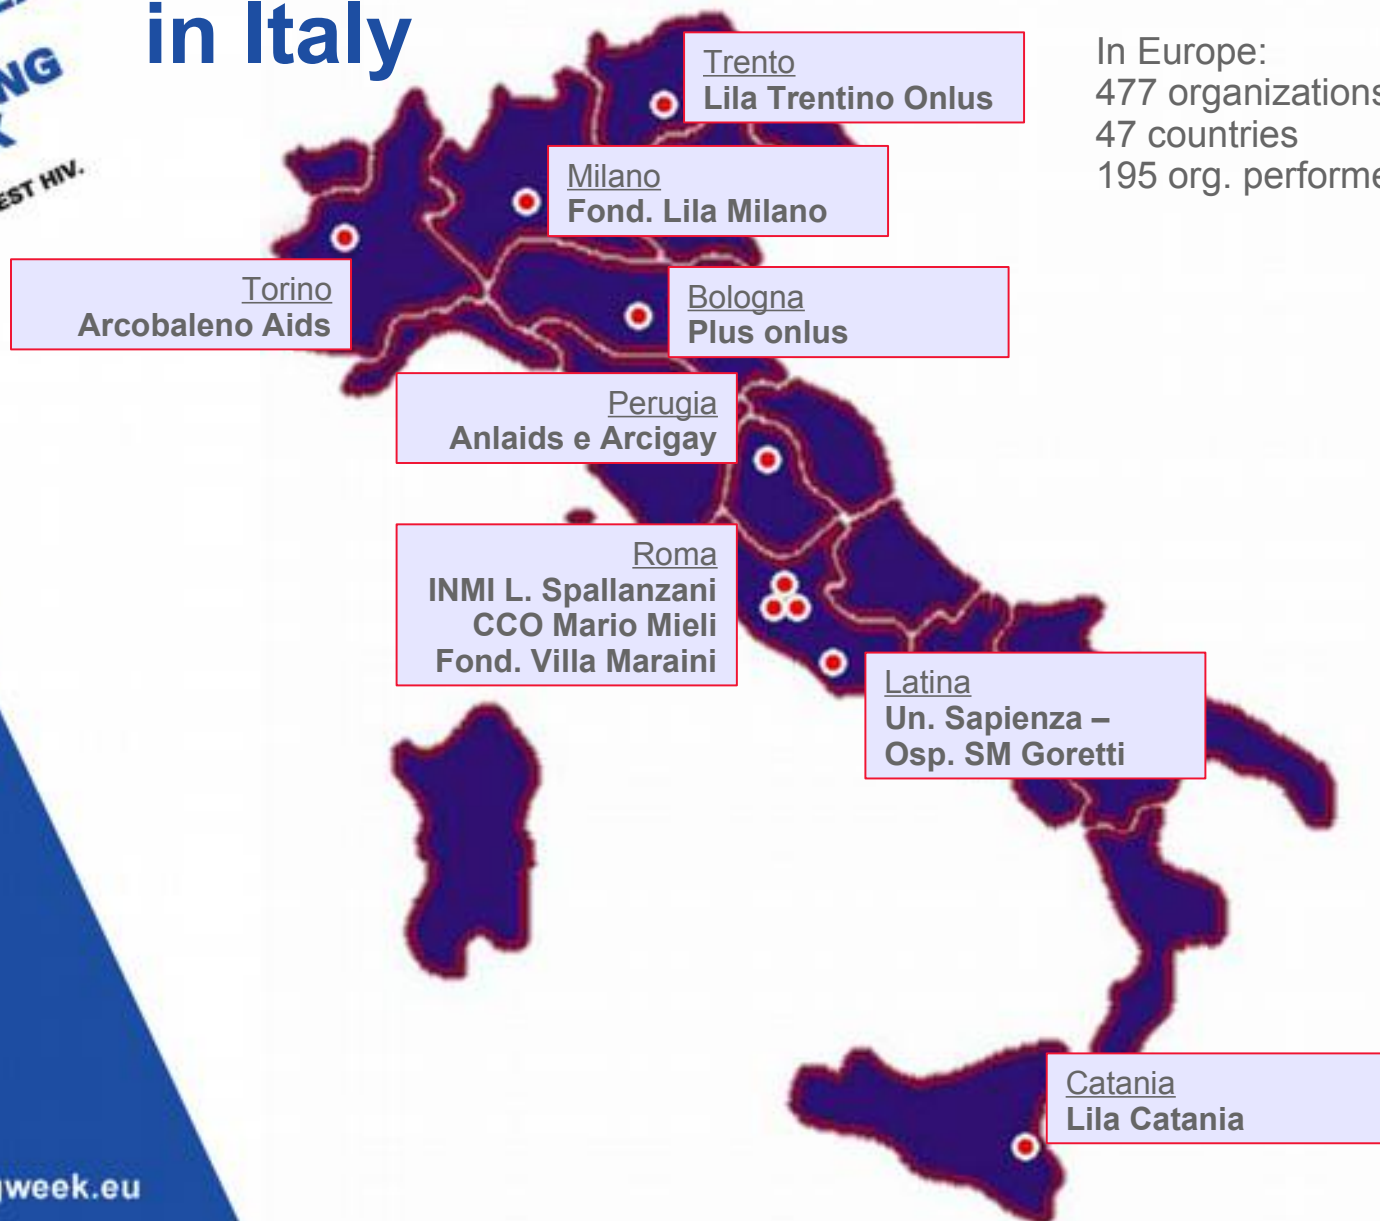 in Italy
NG
EST HIV.
In Europe:
477 organizations
47 countries
195 org. performe
Trento
Lila Trentino Onlus
Milano
Fond. Lila Milano
Torino
Arcobaleno Aids
Bologna
Plus onlus
Perugia
Anlaids e Arcigay
Roma
INMI L. Spallanzani
CCO Mario Mieli
Fond. Villa Maraini
Latina
Un. Sapienza –
Osp. SM Goretti
Catania
Lila Catania
gweek.eu